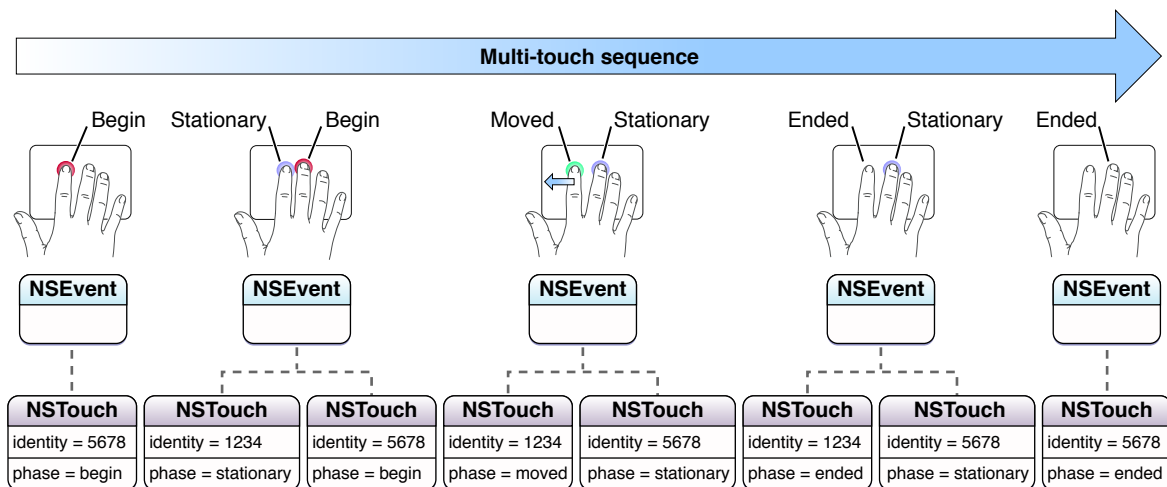 Multi-touch sequence
Begin
Stationary Begin
Moved Stationary
Ended Stationary
Ended
NSEvent
NSEvent
NSEvent
NSEvent
NSEvent
NSTouch
identity = 5678
phase = begin
NSTouch
identity = 1234
phase = stationary
NSTouch
identity = 5678
phase = begin
NSTouch
identity = 1234
phase = moved
NSTouch
identity = 5678
phase = stationary
NSTouch
identity = 1234
phase = ended
NSTouch
identity = 5678
phase = stationary
NSTouch
identity = 5678
phase = ended